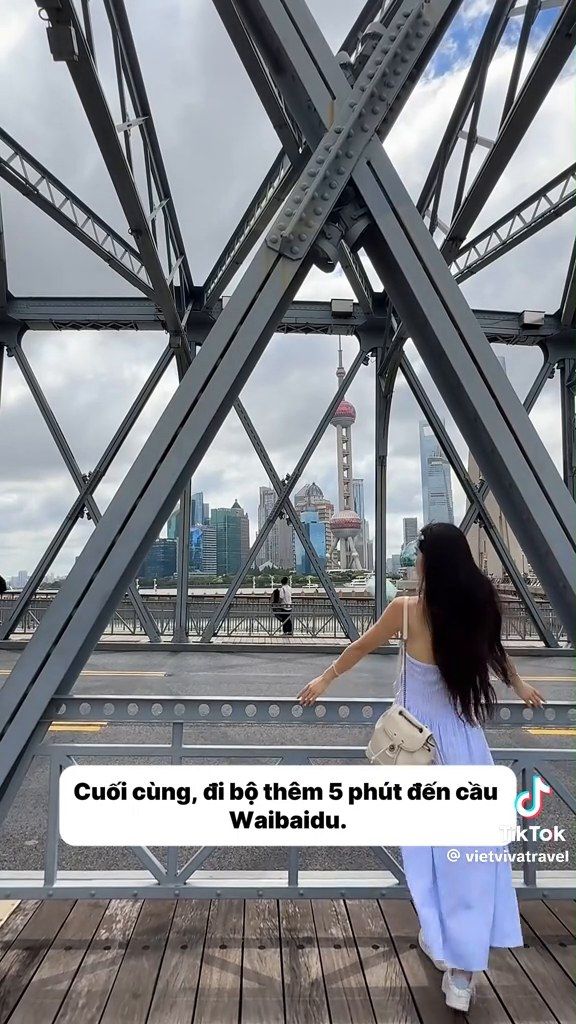 Cuối cùng, đi bộ thêm 5 phút đến cầu
Waibaidu.
TikTok
@ vietvivatravel